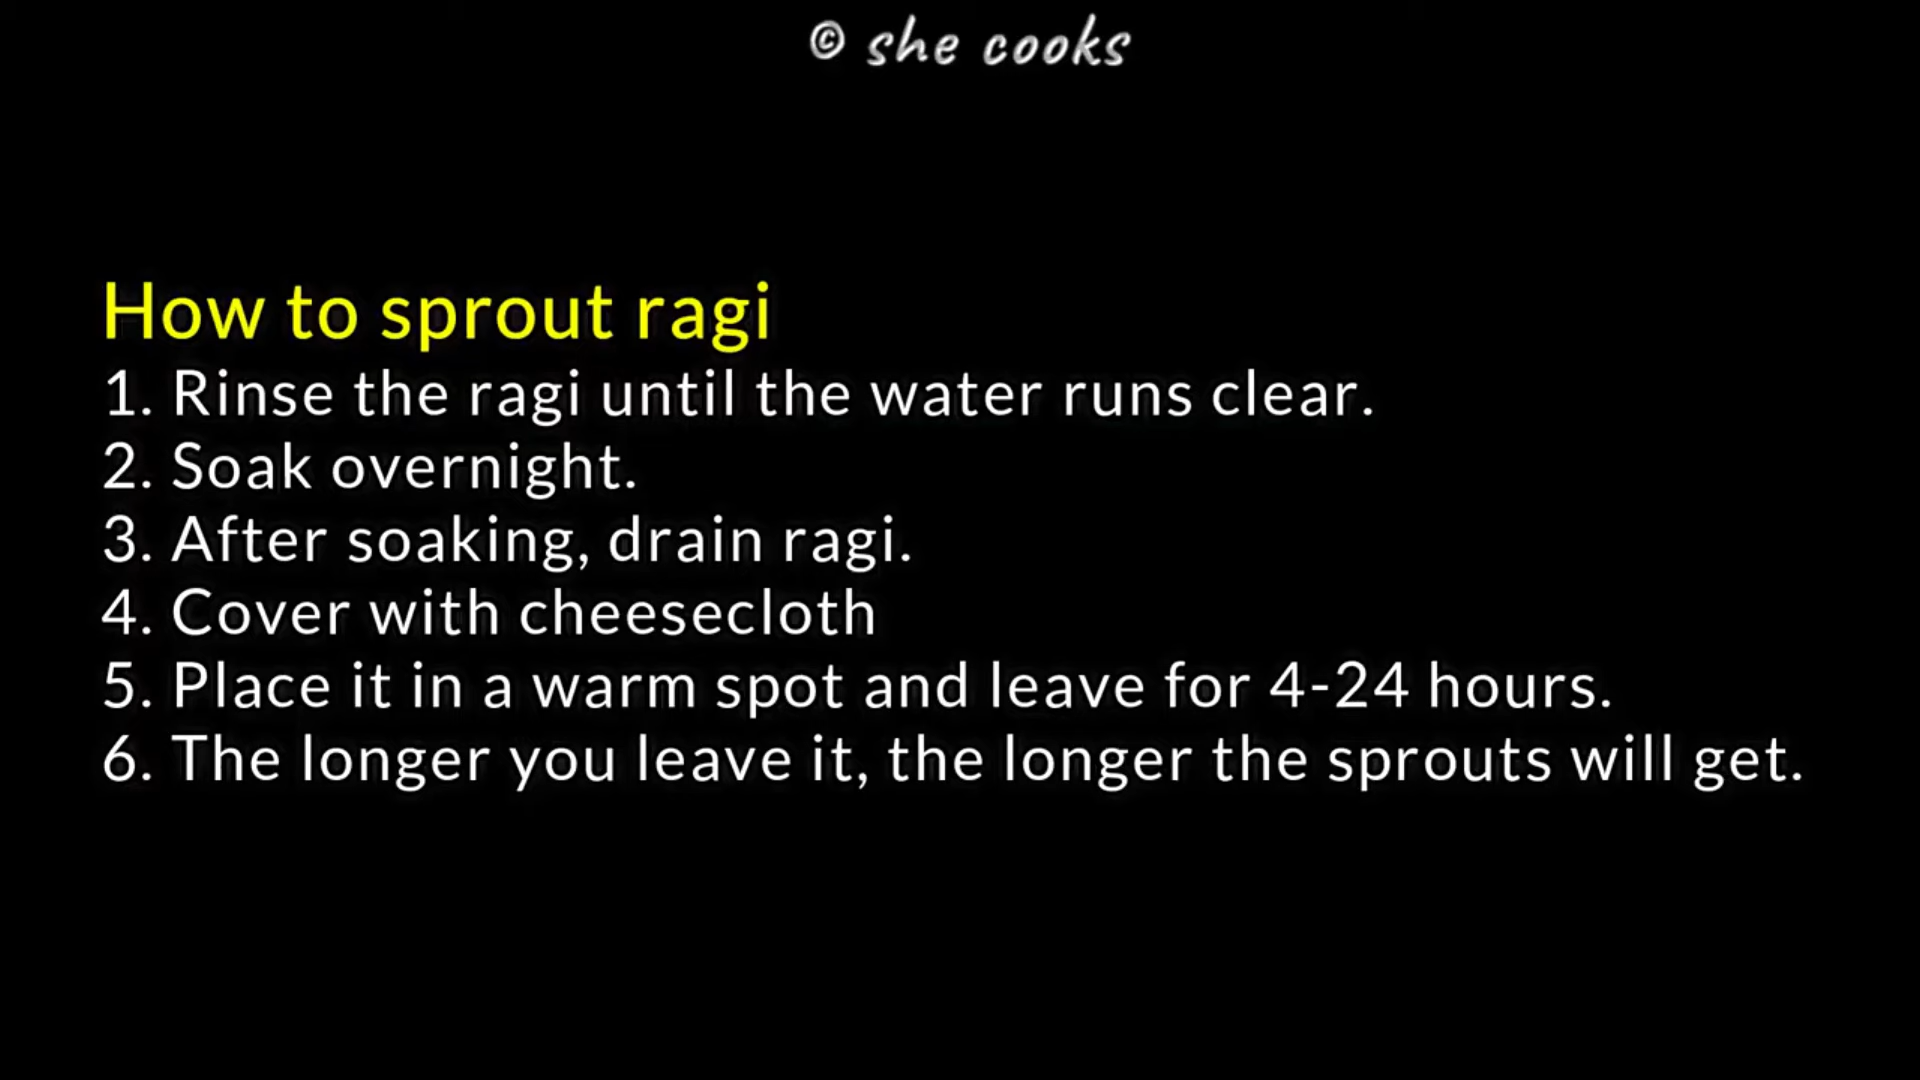 © she cooks
How to sprout ragi
1. Rinse the ragi until the water runs clear.
2. Soak overnight.
3. After soaking, drain ragi.
4. Cover with cheesecloth
5. Place it in a warm spot and leave for 4-24 hours.
6. The longer you leave it, the longer the sprouts will get.